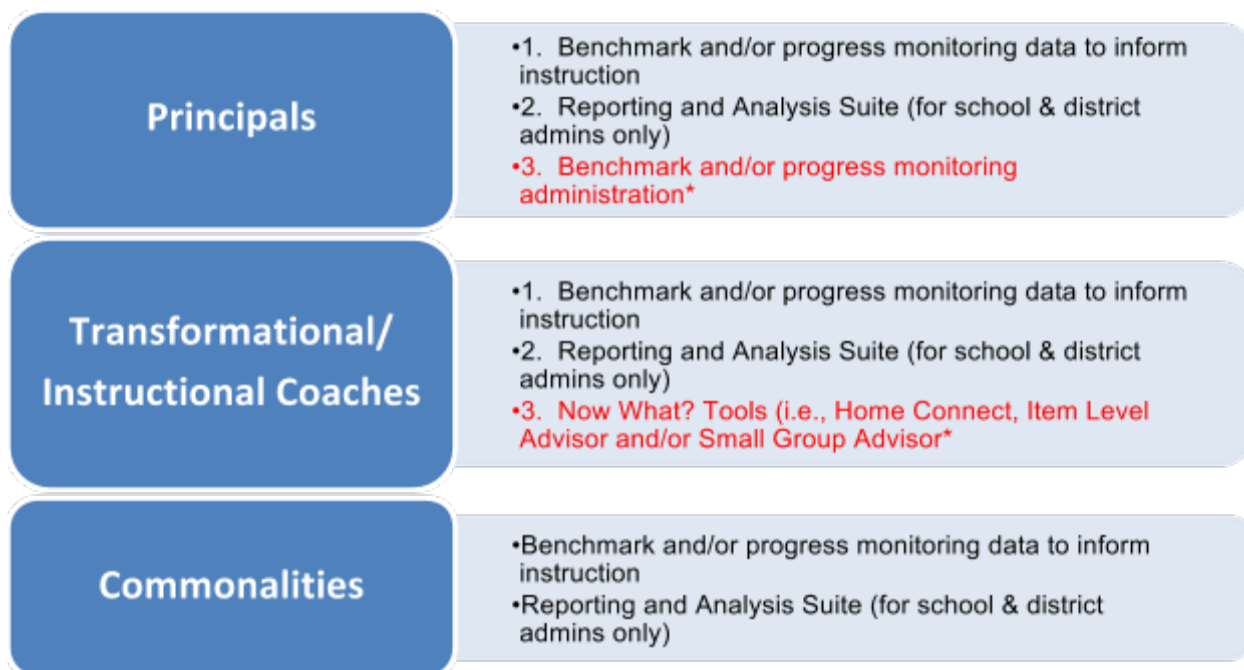 Principals
•1. Benchmark and/or progress monitoring data to inform
instruction
•2. Reporting and Analysis Suite (for school & district
admins only)
•3. Benchmark and/or progress monitoring
administration*
Transformational/
Instructional Coaches
•1. Benchmark and/or progress monitoring data to inform
instruction
•2. Reporting and Analysis Suite (for school & district
admins only)
•3. Now What? Tools (i.e., Home Connect, Item Level
Advisor and/or Small Group Advisor*
Commonalities
•Benchmark and/or progress monitoring data to inform
instruction
•Reporting and Analysis Suite (for school & district
admins only)